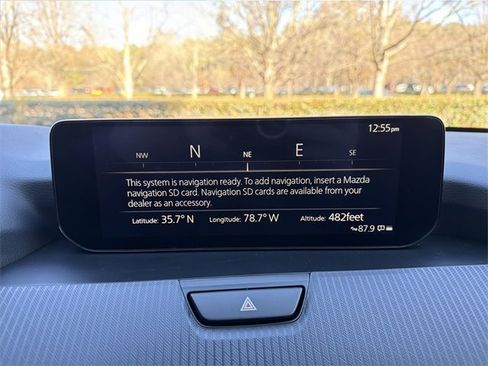 12:55pm
NW N NE E SE
This system is navigation ready. To add navigation, insert a Mazda
navigation SD card. Navigation SD cards are available from your
dealer as an accessory.
Latitude: 35.7° N Longitude: 78.7° W Altitude: 482feet
87.9